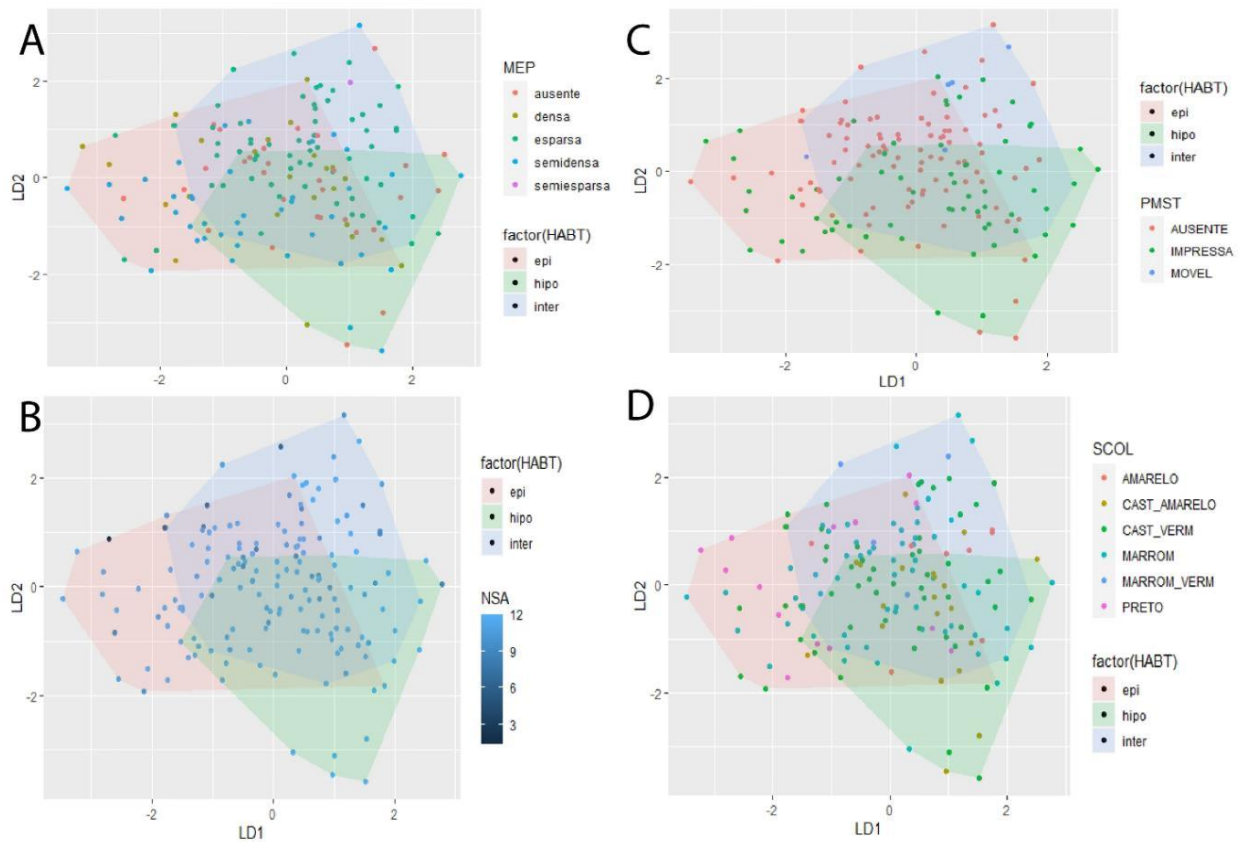 A
2
0
-2
LD2
-2
0
2
MEP
ausente
densa
esparsa
semidensa
semiesparsa
factor(HABT)
epi
hipo
inter
C
2
0
-2
LD2
-2
0
2
LD1
factor(HABT)
epi
hipo
inter
PMST
AUSENTE
IMPRESSA
MOVEL
B
2
0
-2
LD2
-2
0
2
LD1
factor(HABT)
epi
hipo
inter
NSA
12
9
6
3
D
2
0
-2
LD2
-2
0
2
LD1
SCOL
AMARELO
CAST_AMARELO
CAST_VERM
MARROM
MARROM_VERM
PRETO
factor(HABT)
epi
hipo
inter